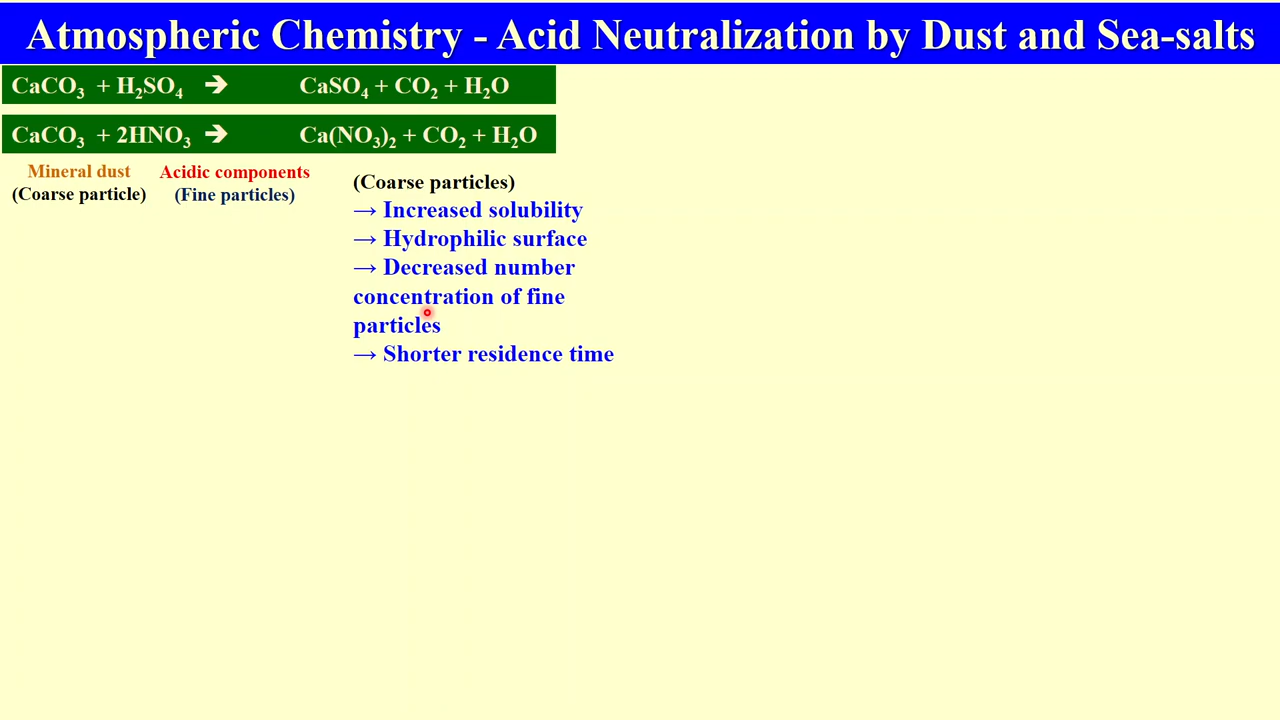 Atmospheric Chemistry - Acid Neutralization by Dust and Sea-salts
CaCO₃ + H₂SO₄ ➔ CaSO₄ + CO₂ + H₂O
CaCO₃ + 2HNO₃ ➔ Ca(NO₃)₂ + CO₂ + H₂O
Mineral dust
(Coarse particle)
Acidic components
(Fine particles)
(Coarse particles)
→ Increased solubility
→ Hydrophilic surface
→ Decreased number
concentration of fine
particles
→ Shorter residence time